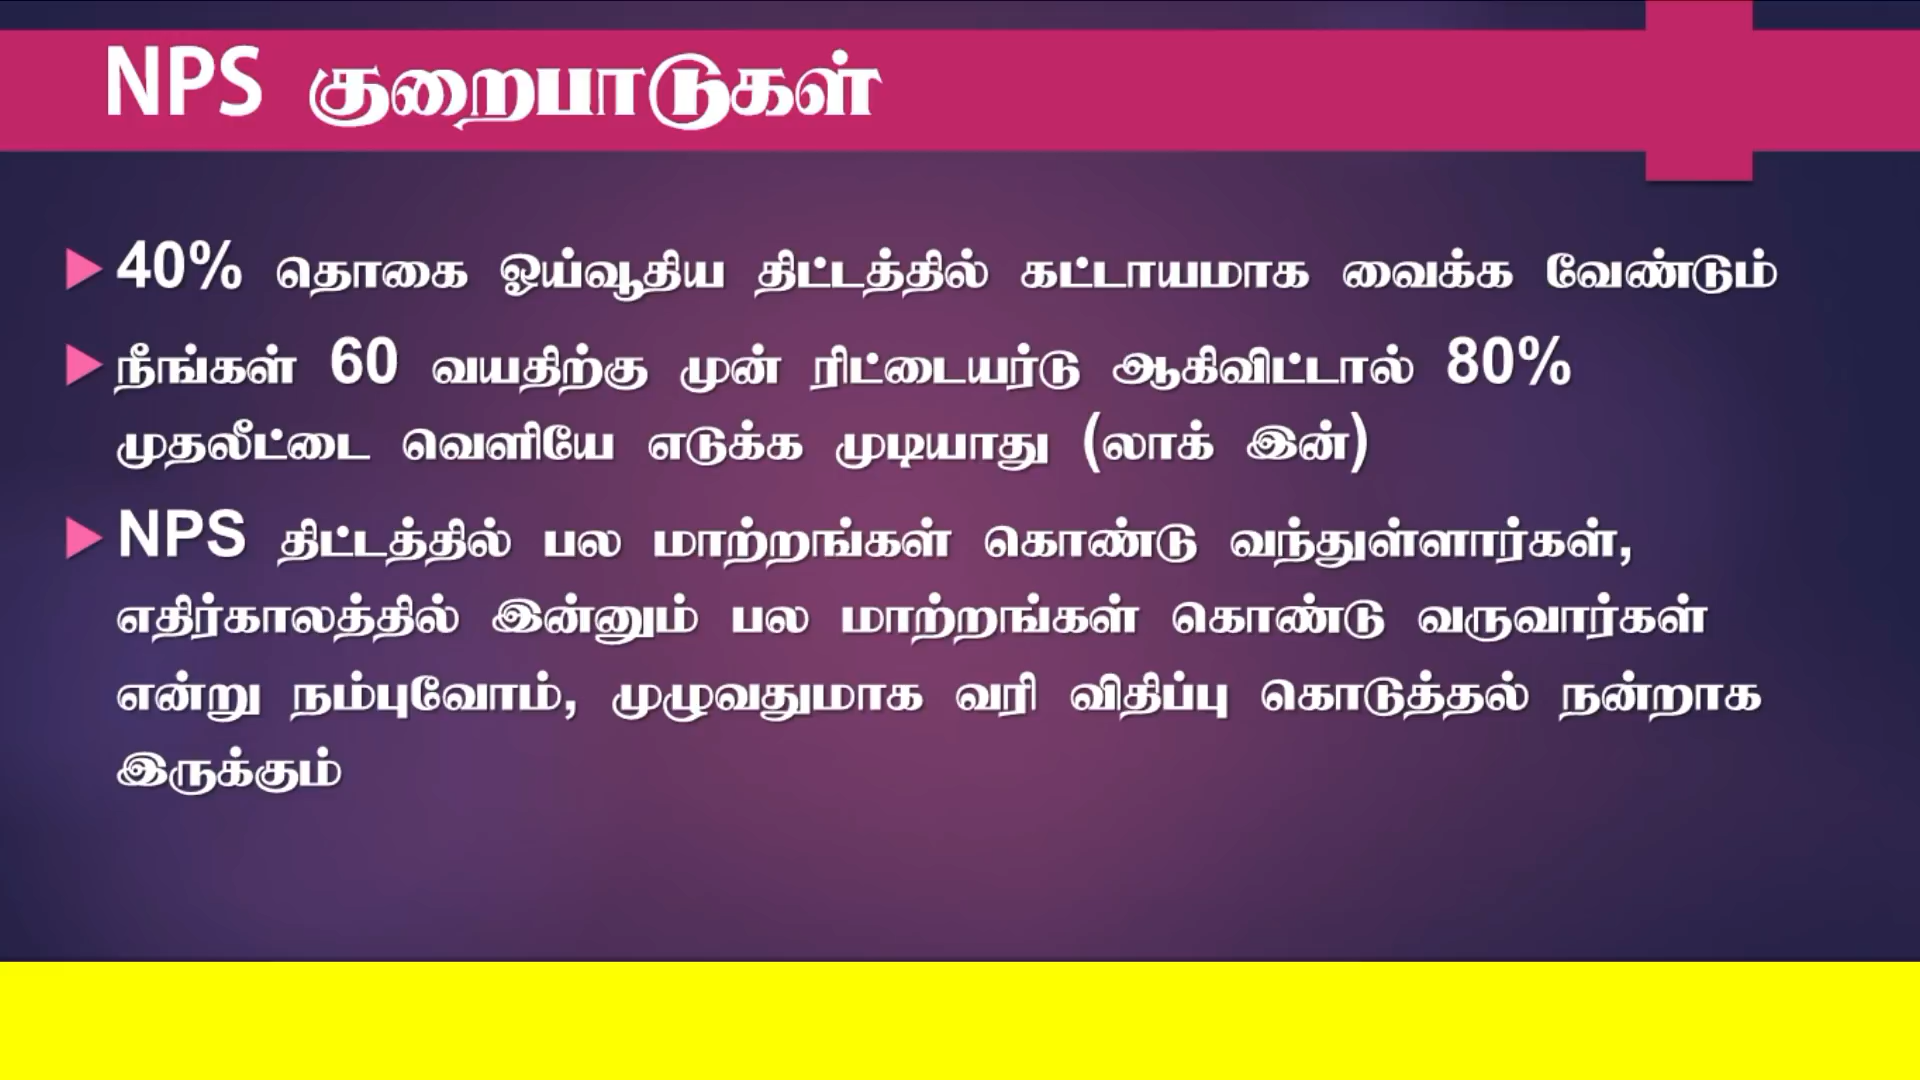 NPS குறைபாடுகள்
40% தொகை ஓய்வூதிய திட்டத்தில் கட்டாயமாக வைக்க வேண்டும்
நீங்கள் 60 வயதிற்கு முன் ரிட்டையர்டு ஆகிவிட்டால் 80%
முதலீட்டை வெளியே எடுக்க முடியாது (லாக் இன்)
NPS திட்டத்தில் பல மாற்றங்கள் கொண்டு வந்துள்ளார்கள்,
எதிர்காலத்தில் இன்னும் பல மாற்றங்கள் கொண்டு வருவார்கள்
என்று நம்புவோம், முழுவதுமாக வரி விதிப்பு கொடுத்தல் நன்றாக
இருக்கும்